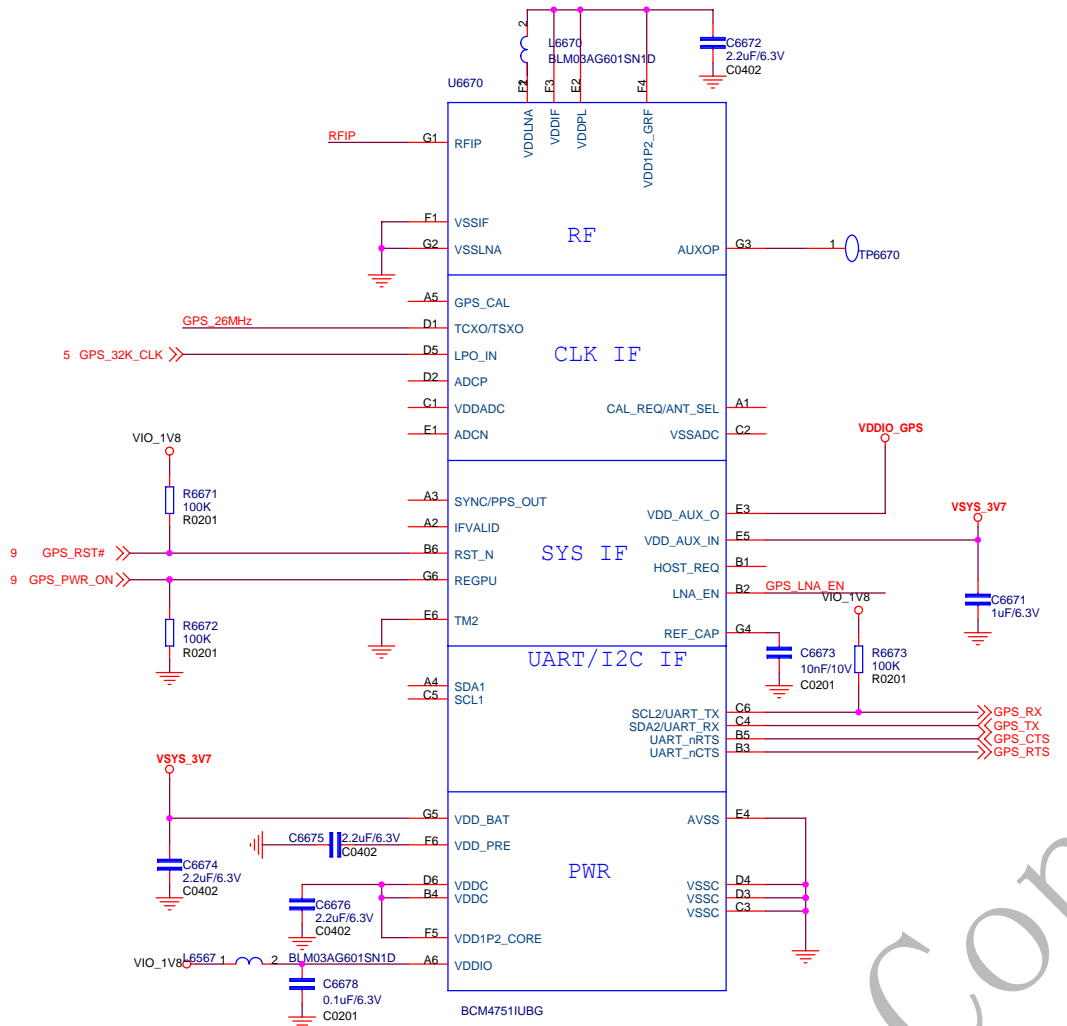 2
L6670
BLM03AG601SN1D
C6672
2.2uF/6.3V
C0402
U6670
F3
E2
F4
VDDLNA
VDDIF
VDDPL
VDD1P2_GRF
RFIP
G1
RFIP
F1
VSSIF
G2
VSSLNA
RF
AUXOP
G3
1
TP6670
A5
GPS_CAL
GPS_26MHz
D1
TCXO/TSXO
5 GPS_32K_CLK
D5
LPO_IN
CLK IF
D2
ADCP
C1
VDDADC
CAL_REQ/ANT_SEL
A1
E1
ADCN
VSSADC
C2
VIO_1V8
VDDIO_GPS
R6671
100K
R0201
A3
SYNC/PPS_OUT
VDD_AUX_O
E3
VSYS_3V7
A2
IFVALID
VDD_AUX_IN
E5
9 GPS_RST#
B6
RST_N
SYS IF
HOST_REQ
B1
9 GPS_PWR_ON
G6
REGPU
LNA_EN
B2
GPS_LNA_EN
VIO_1V8
C6671
1uF/6.3V
R6672
100K
R0201
E6
TM2
REF_CAP
G4
C6673
10nF/10V
C0201
R6673
100K
R0201
UART/I2C IF
A4
SDA1
C5
SCL1
SCL2/UART_TX
C6
GPS_RX
SDA2/UART_RX
C4
GPS_TX
UART_nRTS
B5
GPS_CTS
UART_nCTS
B3
GPS_RTS
VSYS_3V7
G5
VDD_BAT
AVSS
E4
C6675
2.2uF/6.3V
C0402
F6
VDD_PRE
C6674
2.2uF/6.3V
C0402
PWR
D6
VDDC
VSSC
D4
B4
VDDC
VSSC
D3
C6676
2.2uF/6.3V
C0402
VSSC
C3
F5
VDD1P2_CORE
VIO_1V8
L6567
1
2
BLM03AG601SN1D
A6
VDDIO
C6678
0.1uF/6.3V
C0201
BCM4751IUBG
Con